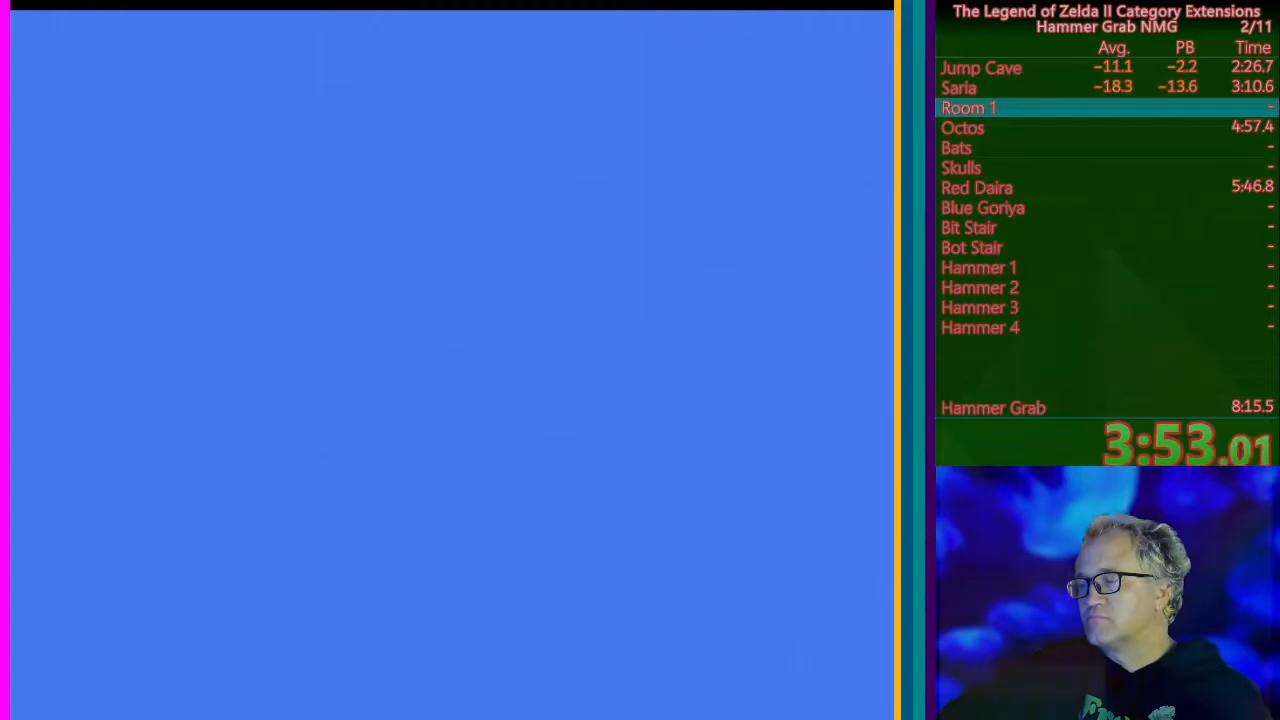 The Legend of Zelda II Category Extensions
Hammer Grab NMG 2/11
Avg. PB Time
Jump Cave −11.1 −2.2 2:26.7
Saria −18.3 −13.6 3:10.6
Room 1 -
Octos 4:57.4
Bats -
Skulls -
Red Daira 5:46.8
Blue Goriya -
Bit Stair -
Bot Stair -
Hammer 1 -
Hammer 2 -
Hammer 3 -
Hammer 4 -
Hammer Grab 8:15.5
3:53.01